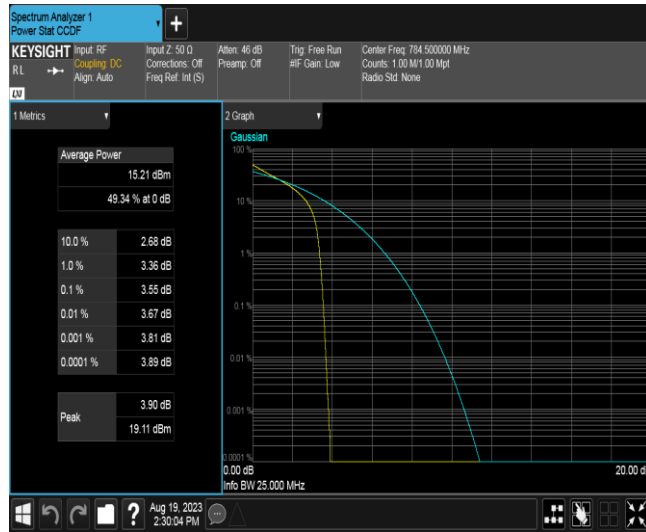 Spectrum Analyzer 1
Power Stat CCDF
KEYSIGHT
RL
LXI
Input: RF
Coupling: DC
Align: Auto
Input Z: 50 Ω
Corrections: Off
Freq Ref: Int (S)
Atten: 46 dB
Preamp: Off
Trig: Free Run
#IF Gain: Low
Center Freq: 784.500000 MHz
Counts: 1.00 M/1.00 Mpt
Radio Std: None
1 Metrics
Average Power
15.21 dBm
49.34 % at 0 dB
10.0 % 2.68 dB
1.0 % 3.36 dB
0.1 % 3.55 dB
0.01 % 3.67 dB
0.001 % 3.81 dB
0.0001 % 3.89 dB
Peak
3.90 dB
19.11 dBm
2 Graph
Gaussian
100 %
10 %
1 %
0.1 %
0.01 %
0.001 %
0.0001 %
0.00 dB
20.00 d
Info BW 25.000 MHz
?
Aug 19, 2023
2:30:04 PM